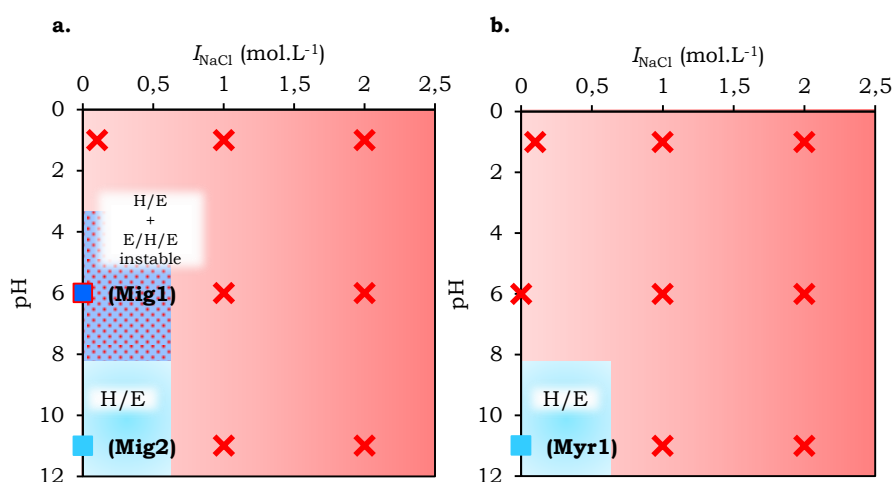 a.
I_NaCl (mol.L-1)
0 0,5 1 1,5 2 2,5
0
2
4
6
8
10
12
pH
H/E
+
E/H/E
instable
(Mig1)
H/E
(Mig2)
b.
I_NaCl (mol.L-1)
0 0,5 1 1,5 2 2,5
0
2
4
6
8
10
12
pH
H/E
(Myr1)